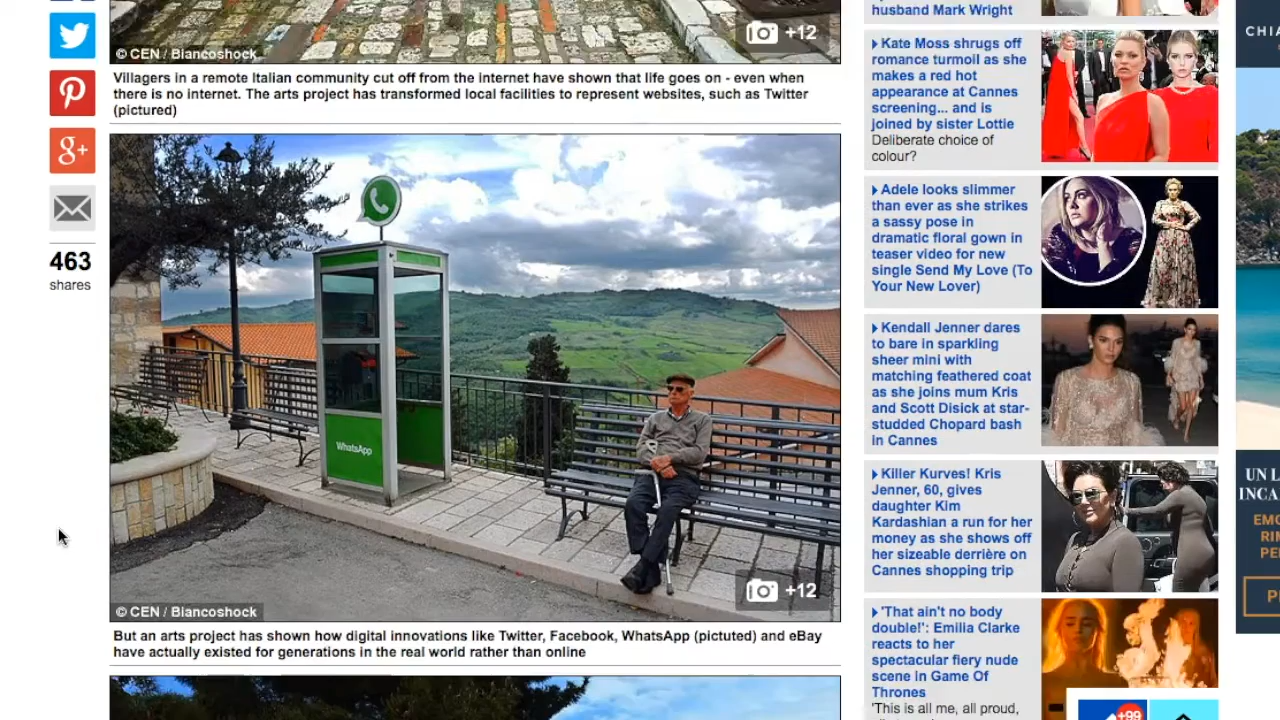 © CEN / Biancoshock
+12
Villagers in a remote Italian community cut off from the internet have shown that life goes on - even when
there is no internet. The arts project has transformed local facilities to represent websites, such as Twitter
(pictured)
g+
463
shares
WhatsApp
© CEN / Biancoshock
+12
But an arts project has shown how digital innovations like Twitter, Facebook, WhatsApp (pictuted) and eBay
have actually existed for generations in the real world rather than online
husband Mark Wright
Kate Moss shrugs off
romance turmoil as she
makes a red hot
appearance at Cannes
screening... and is
joined by sister Lottie
Deliberate choice of
colour?
Adele looks slimmer
than ever as she strikes
a sassy pose in
dramatic floral gown in
teaser video for new
single Send My Love (To
Your New Lover)
Kendall Jenner dares
to bare in sparkling
sheer mini with
matching feathered coat
as she joins mum Kris
and Scott Disick at star-
studded Chopard bash
in Cannes
Killer Kurves! Kris
Jenner, 60, gives
daughter Kim
Kardashian a run for her
money as she shows off
her sizeable derrière on
Cannes shopping trip
'That ain't no body
double!': Emilia Clarke
reacts to her
spectacular fiery nude
scene in Game Of
Thrones
'This is all me, all proud,
+99
CHIA
UN L
INCA
EMO
RI
PE
P